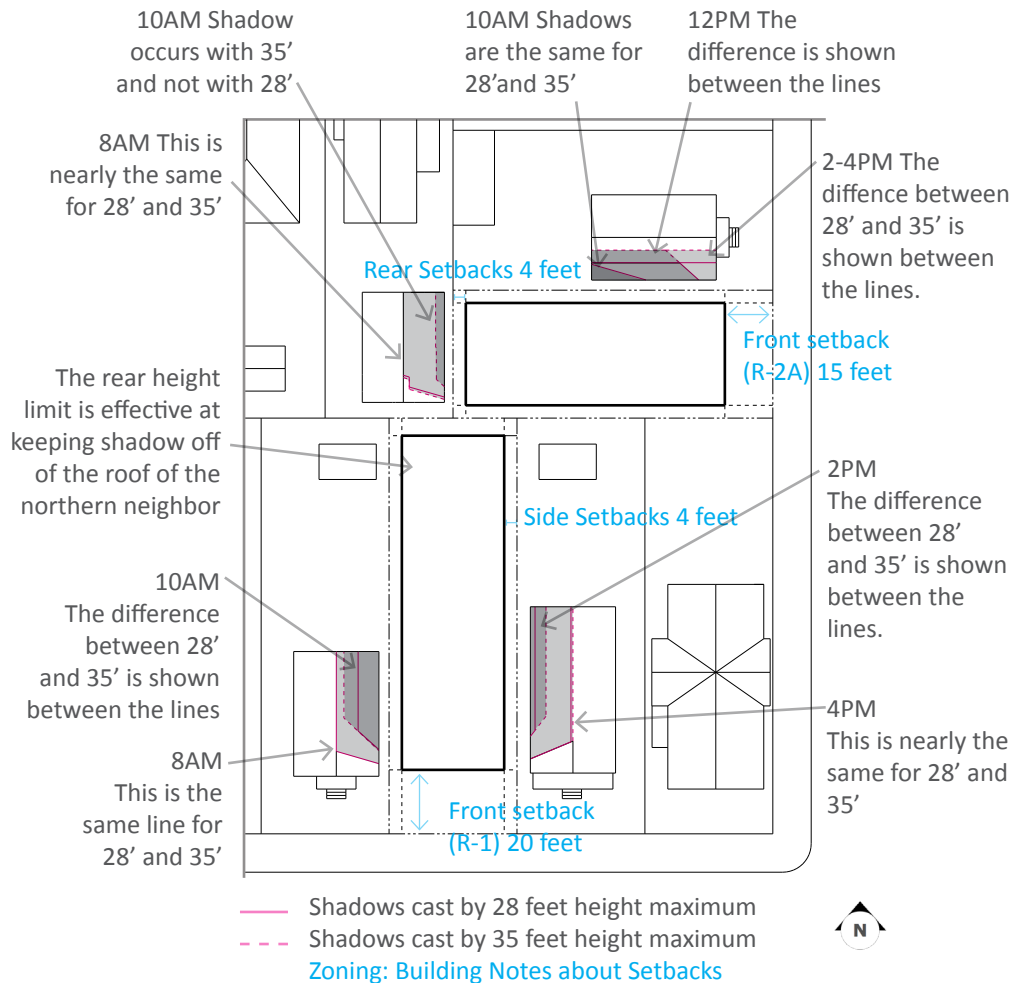 10AM Shadow
occurs with 35’
and not with 28’
10AM Shadows
are the same for
28’and 35’
12PM The
difference is shown
between the lines
8AM This is
nearly the same
for 28’ and 35’
2-4PM The
diffence between
28’ and 35’ is
shown between
the lines.
Rear Setbacks 4 feet
Front setback
(R-2A) 15 feet
The rear height
limit is effective at
keeping shadow off
of the roof of the
northern neighbor
Side Setbacks 4 feet
2PM
The difference
between 28’
and 35’ is shown
between the
lines.
10AM
The difference
between 28’
and 35’ is shown
between the lines
4PM
This is nearly the
same for 28’ and
35’
8AM
This is the
same line for
28’ and 35’
Front setback
(R-1) 20 feet
Shadows cast by 28 feet height maximum
Shadows cast by 35 feet height maximum
Zoning: Building Notes about Setbacks
N